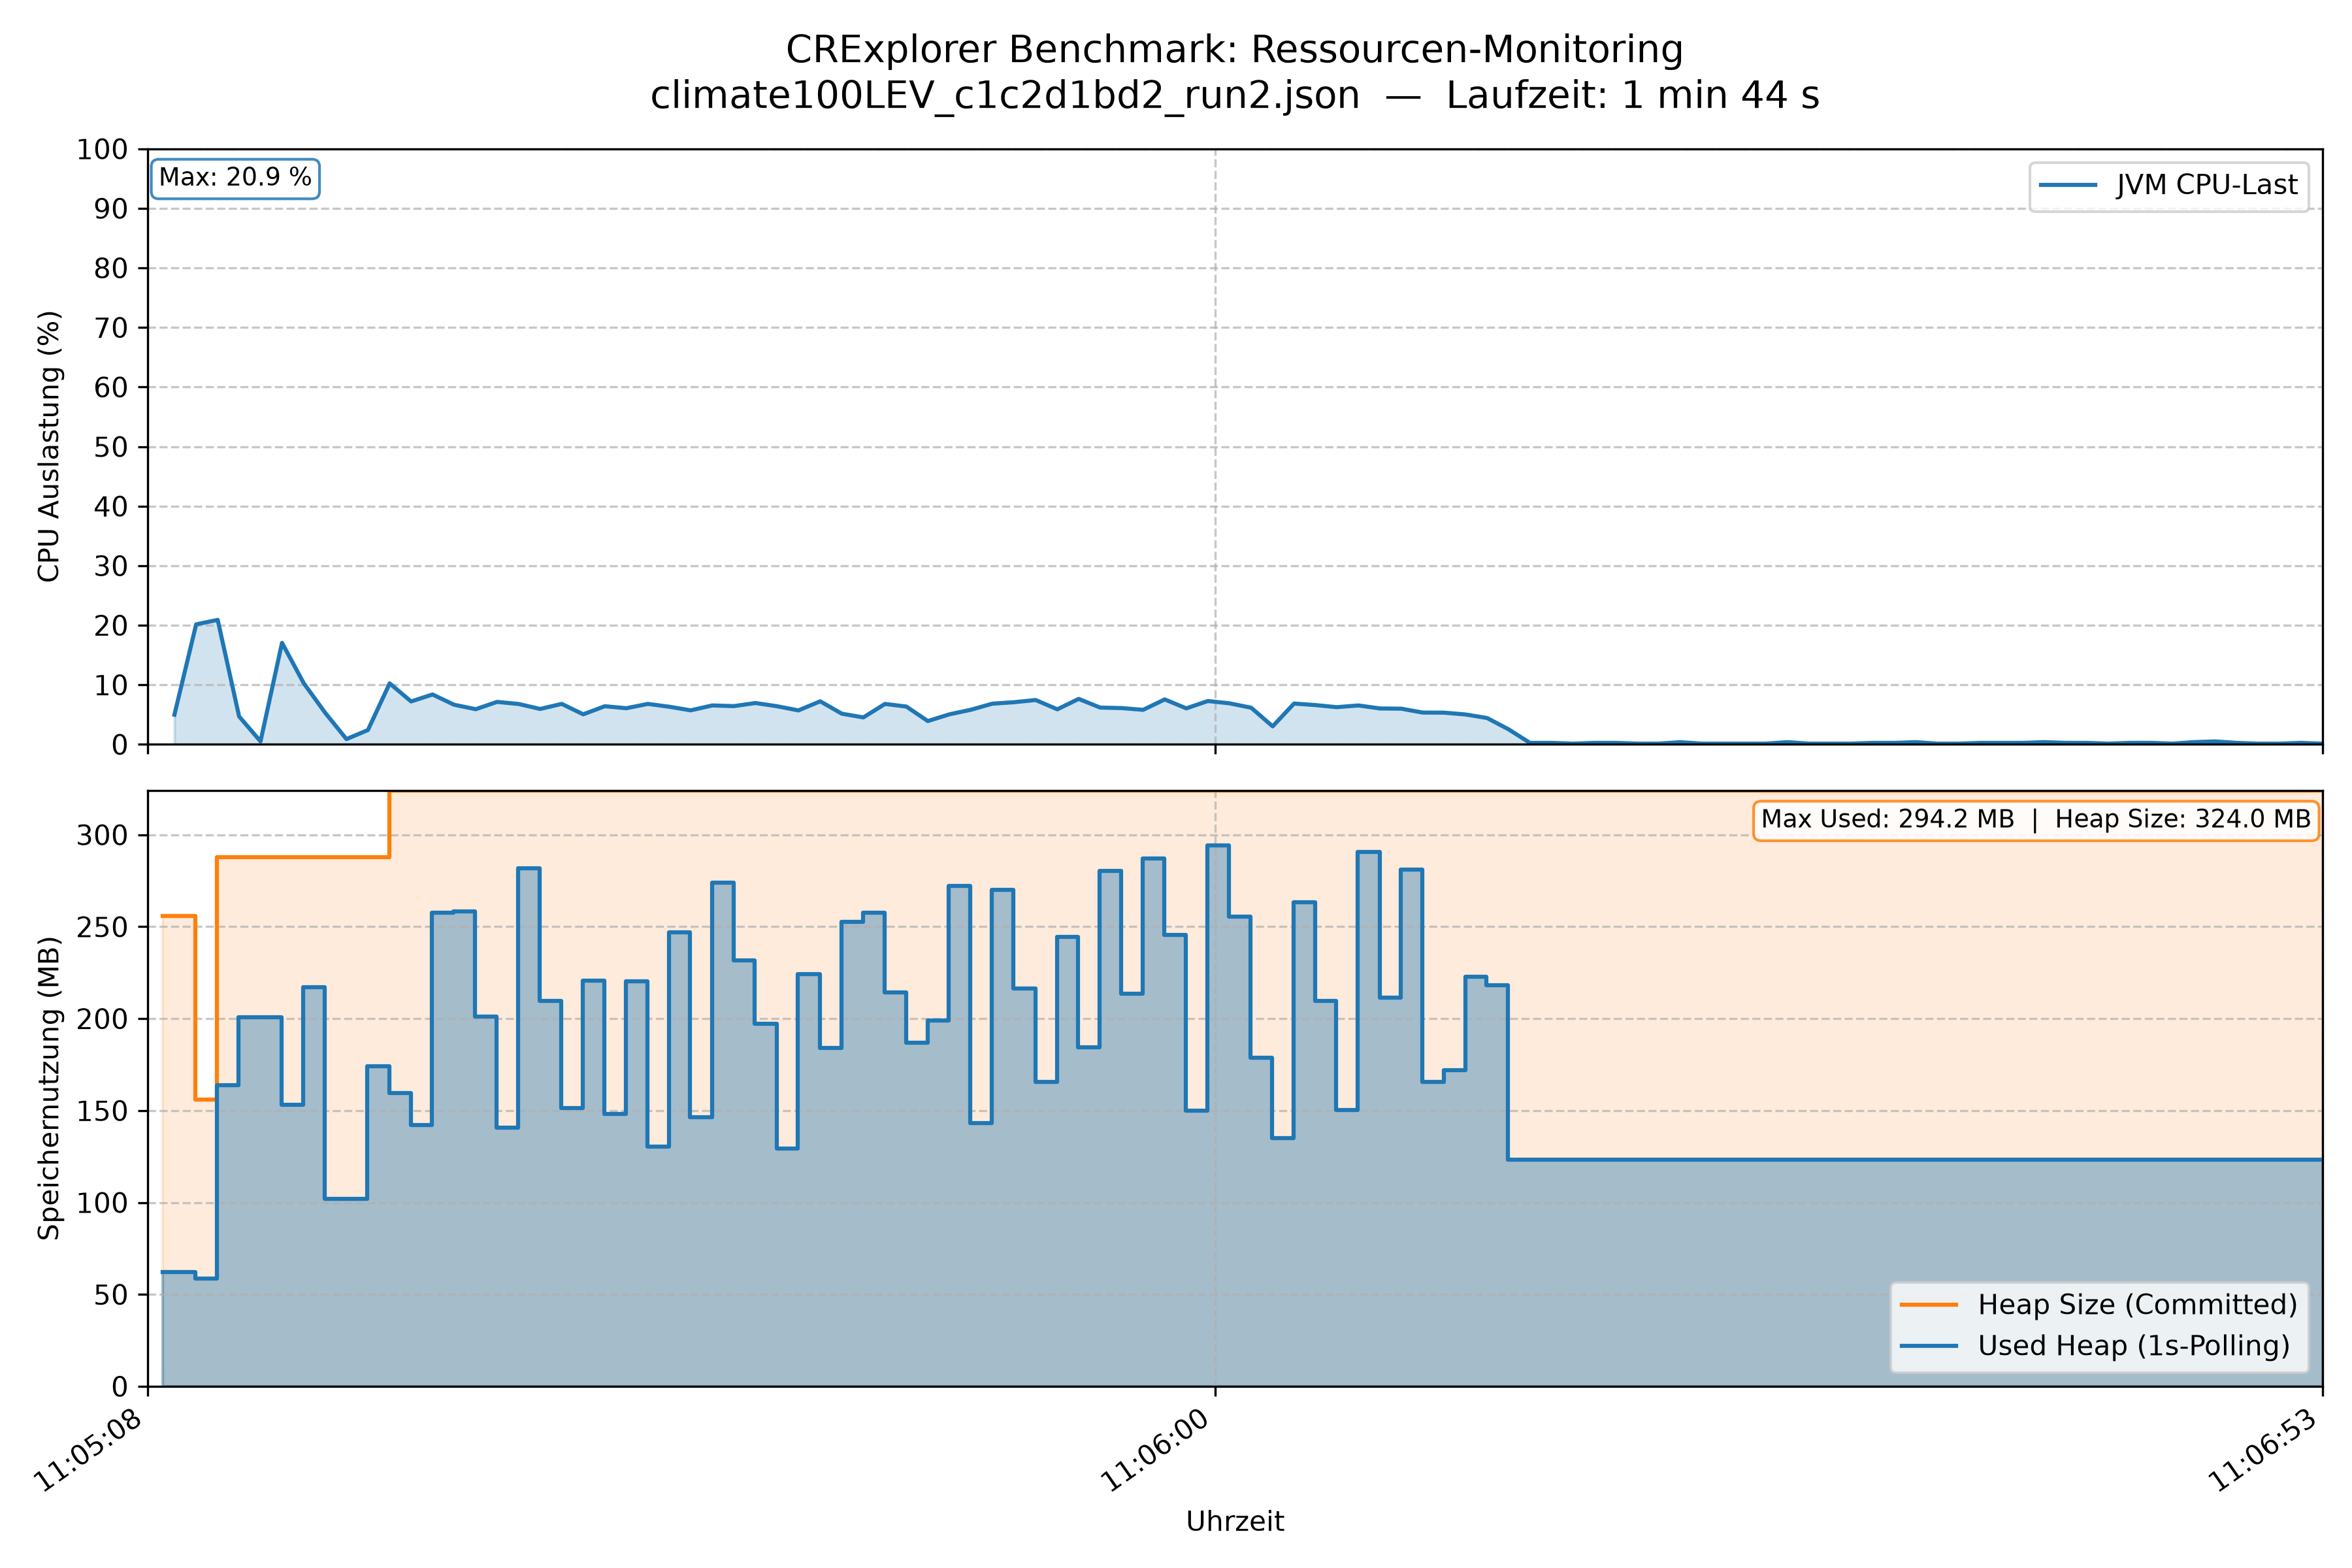 CRExplorer Benchmark: Ressourcen-Monitoring
climate100LEV_c1c2d1bd2_run2.json — Laufzeit: 1 min 44 s
100
90
80
70
60
50
40
30
20
10
0
CPU Auslastung (%)
Max: 20.9 %
JVM CPU-Last
300
250
200
150
100
50
0
Speichernutzung (MB)
Max Used: 294.2 MB | Heap Size: 324.0 MB
Heap Size (Committed)
Used Heap (1s-Polling)
11:05:08
11:06:00
11:06:53
Uhrzeit